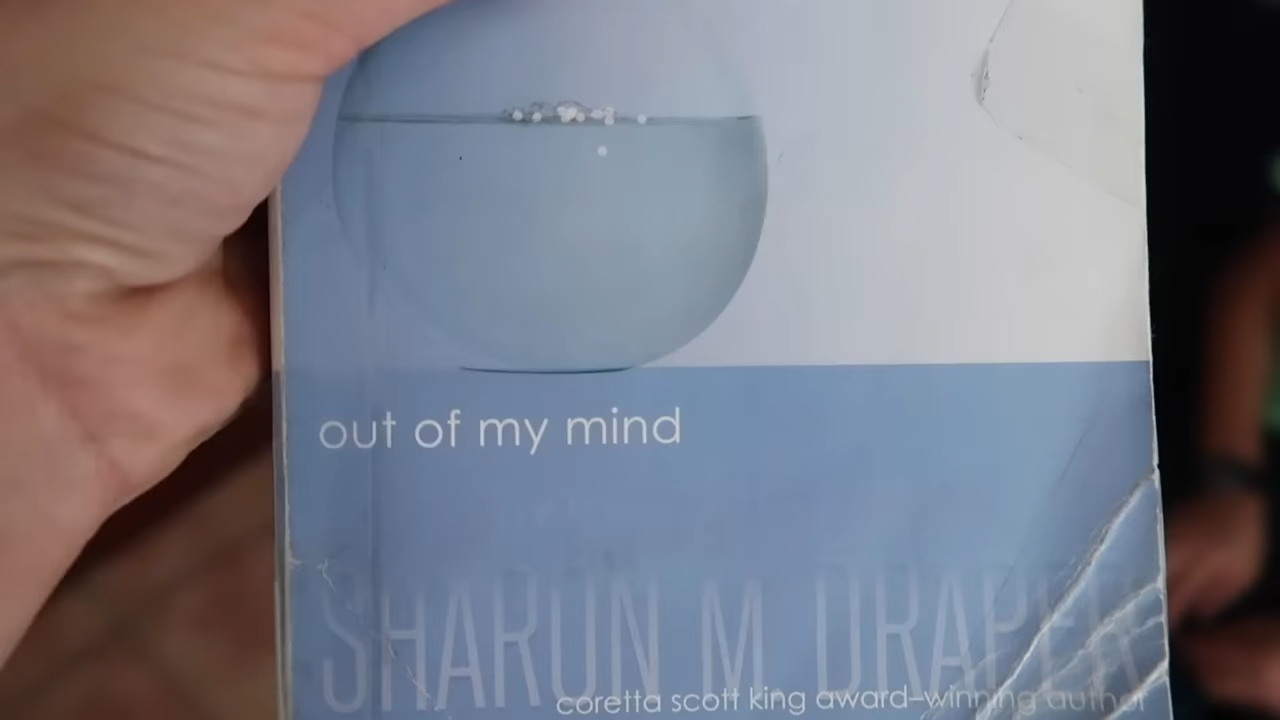 out of my mind
SHARON M DRAPER
coretta scott king award–winning author